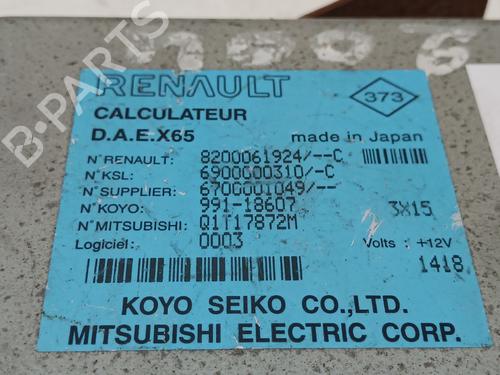 RENAULT
373
CALCULATEUR
D.A.E.X65
made in Japan
N°RENAULT: 8200061924/--C
N°KSL: 6900000310/-C
N°SUPPLIER: 6700001049/--
N°KOYO: 991-18607
3X15
N°MITSUBISHI: Q1T17872M
Logiciel: 0003
Volts : +12V
1418
KOYO SEIKO CO.,LTD.
MITSUBISHI ELECTRIC CORP.
B-PARTS